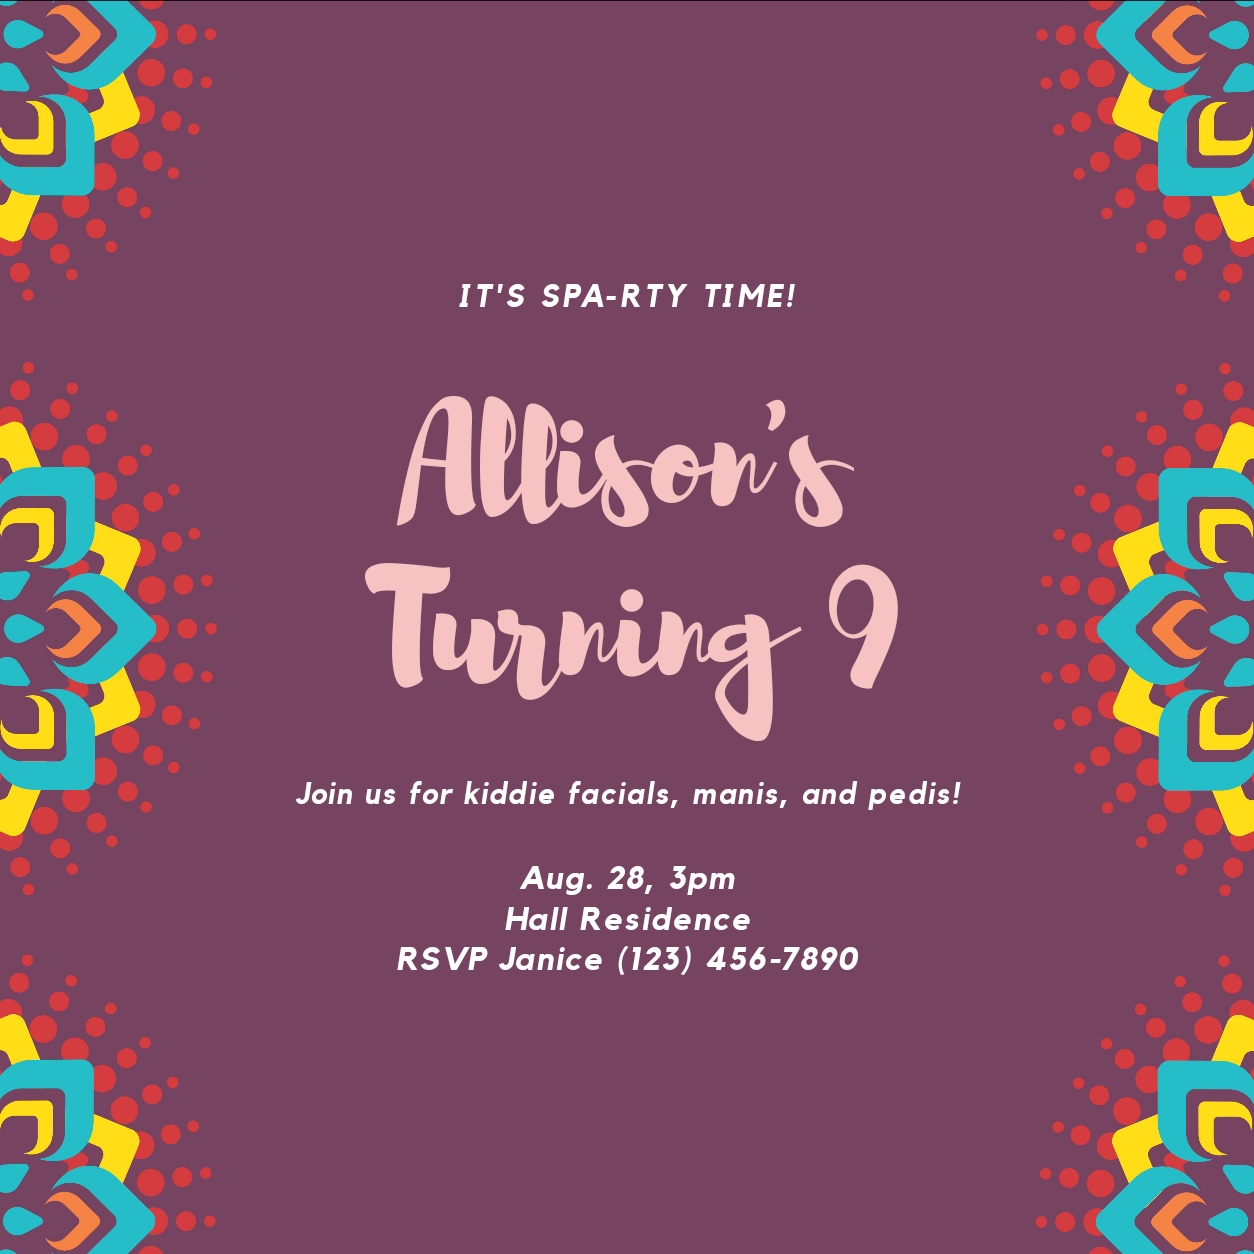 IT'S SPA-RTY TIME!
Allison's
Turning 9
Join us for kiddie facials, manis, and pedis!
Aug. 28, 3pm
Hall Residence
RSVP Janice (123) 456-7890